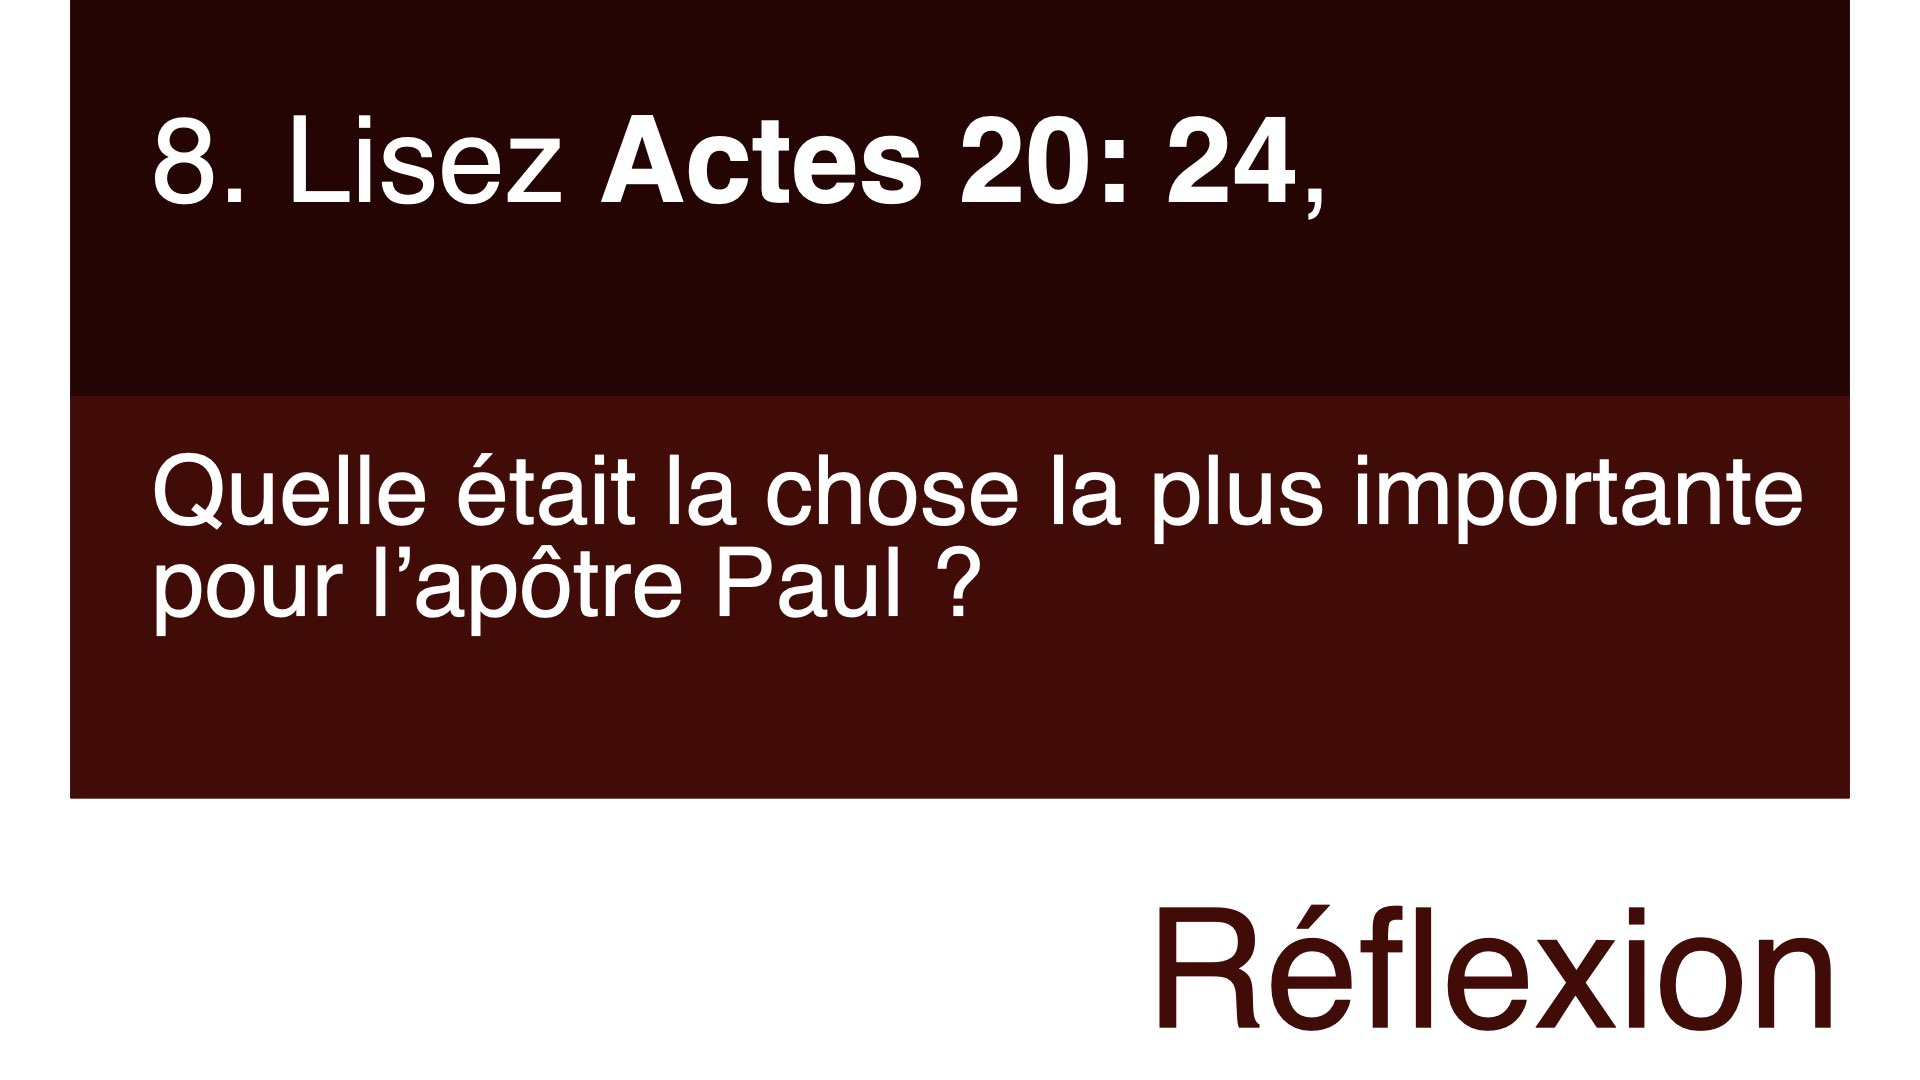 8. Lisez Actes 20: 24,
Quelle était la chose la plus importante
pour l’apôtre Paul ?
Réflexion